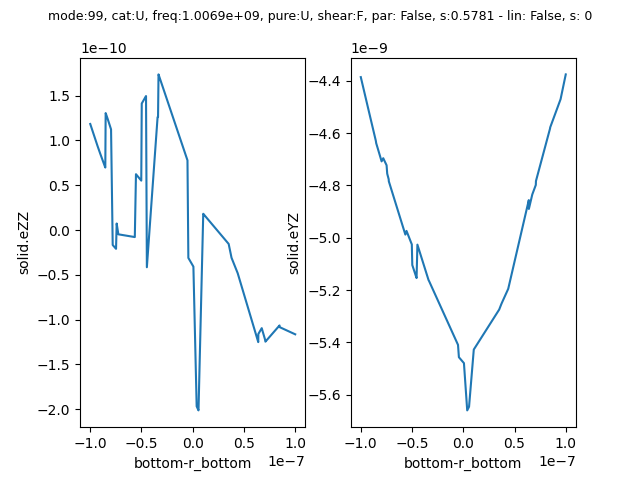 mode:99, cat:U, freq:1.0069e+09, pure:U, shear:F, par: False, s:0.5781 - lin: False, s: 0
1e−10
1.5
1.0
0.5
0.0
−0.5
−1.0
−1.5
−2.0
solid.eZZ
−1.0
−0.5
0.0
0.5
1.0
bottom-r_bottom
1e−7
1e−9
−4.4
−4.6
−4.8
−5.0
−5.2
−5.4
−5.6
solid.eYZ
−1.0
−0.5
0.0
0.5
1.0
bottom-r_bottom
1e−7